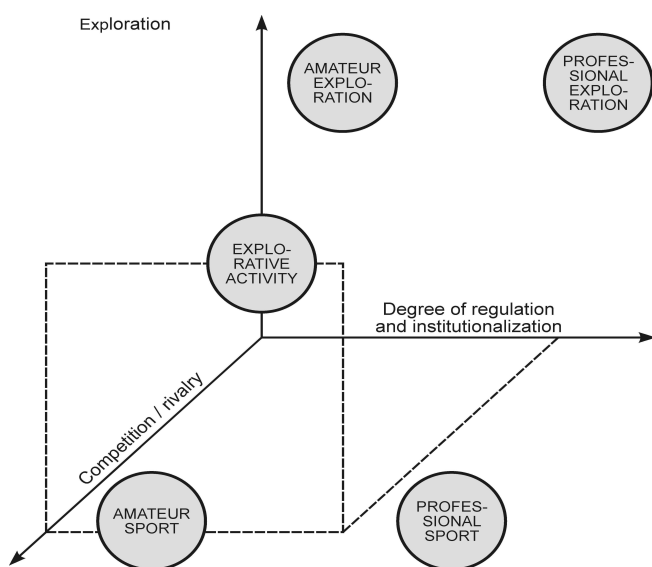 Exploration
AMATEUR
EXPLO-
RATION
PROFES-
SIONAL
EXPLO-
RATION
EXPLO-
RATIVE
ACTIVITY
Degree of regulation
and institutionalization
Competition / rivalry
AMATEUR
SPORT
PROFES-
SIONAL
SPORT